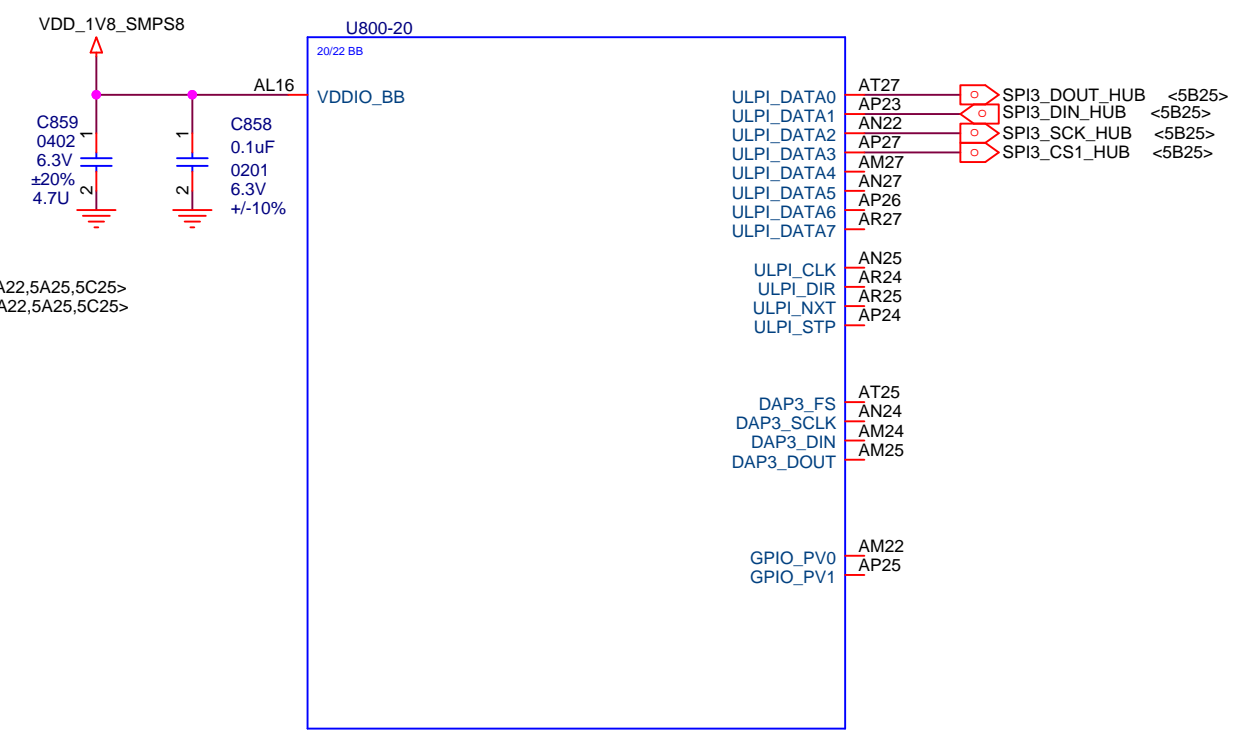 VDD_1V8_SMPS8
U800-20
20/22 BB
AL16
VDDIO_BB
C859
0402
6.3V
±20%
4.7U
1
2
C858
0.1uF
0201
6.3V
+/-10%
1
2
A22,5A25,5C25>
A22,5A25,5C25>
ULPI_DATA0 AT27 SPI3_DOUT_HUB <5B25>
ULPI_DATA1 AP23 SPI3_DIN_HUB <5B25>
ULPI_DATA2 AN22 SPI3_SCK_HUB <5B25>
ULPI_DATA3 AP27 SPI3_CS1_HUB <5B25>
ULPI_DATA4 AM27
ULPI_DATA5 AN27
ULPI_DATA6 AP26
ULPI_DATA7 AR27
ULPI_CLK AN25
ULPI_DIR AR24
ULPI_NXT AR25
ULPI_STP AP24
DAP3_FS AT25
DAP3_SCLK AN24
DAP3_DIN AM24
DAP3_DOUT AM25
GPIO_PV0 AM22
GPIO_PV1 AP25